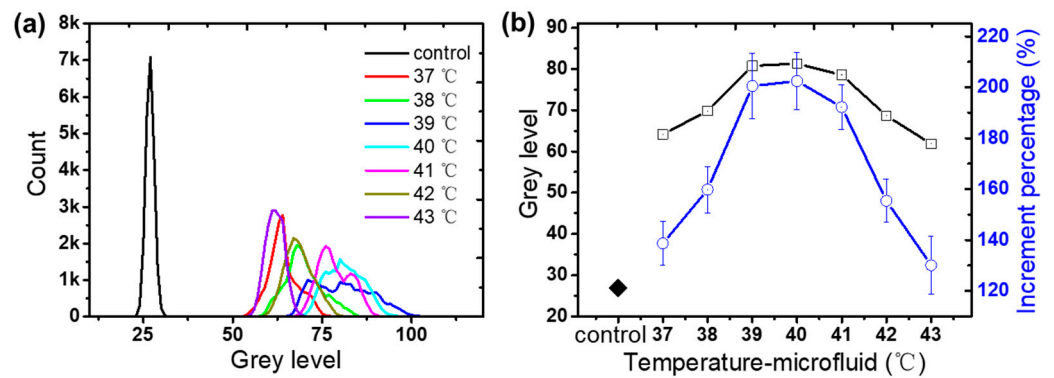 (a)
8k
7k
6k
5k
4k
3k
2k
1k
0
Count
25 50 75 100
Grey level
control
37 ℃
38 ℃
39 ℃
40 ℃
41 ℃
42 ℃
43 ℃
(b)
90
80
70
60
50
40
30
20
Grey level
control 37 38 39 40 41 42 43
Temperature-microfluid (℃)
220
200
180
160
140
120
Increment percentage (%)